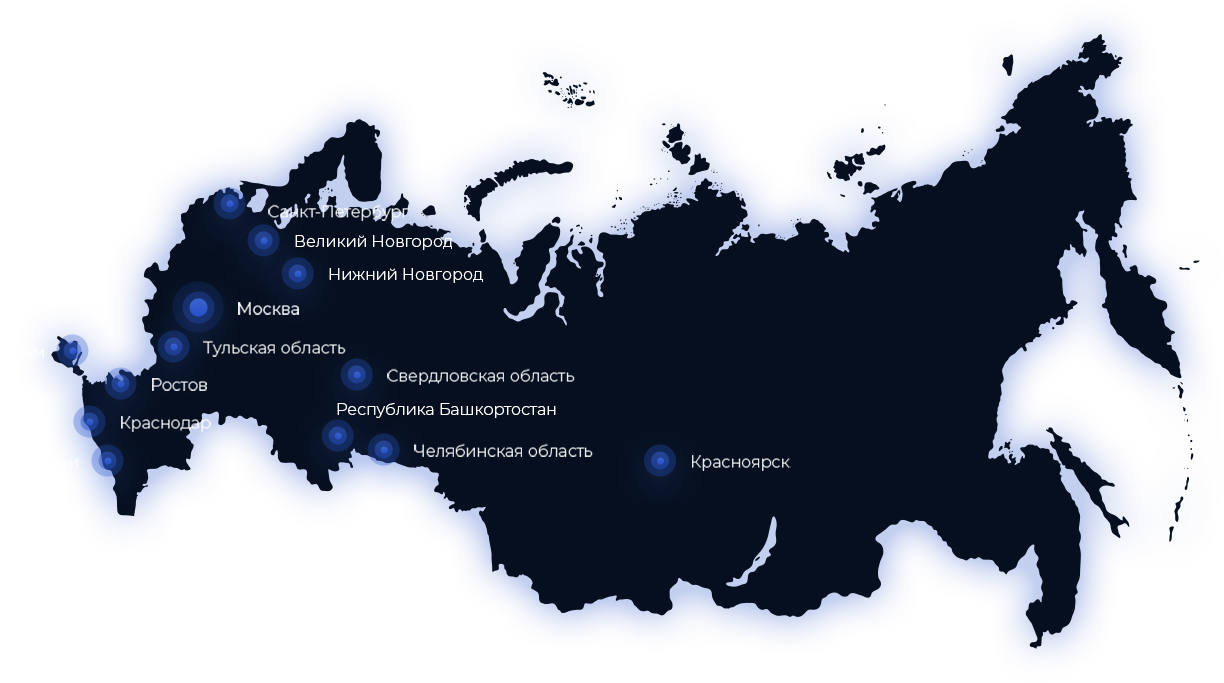 Санкт-Петербург
Великий Новгород
Нижний Новгород
Москва
Тульская область
Свердловская область
Ростов
Республика Башкортостан
Краснодар
Челябинская область
Красноярск